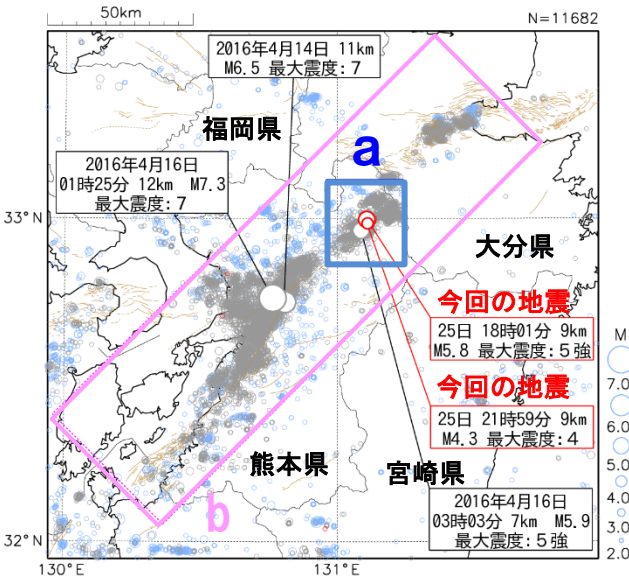 50km
N=11682
2016年4月14日 11km
M6.5 最大震度:7
福岡県
a
2016年4月16日
01時25分 12km M7.3
最大震度:7
33°N
大分県
今回の地震
25日 18時01分 9km
M5.8 最大震度:5強
今回の地震
25日 21時59分 9km
M4.3 最大震度:4
熊本県
宮崎県
b
2016年4月16日
03時03分 7km M5.9
最大震度:5強
32°N
130°E
131°E
M
7.0
6.0
5.0
4.0
3.0
2.0